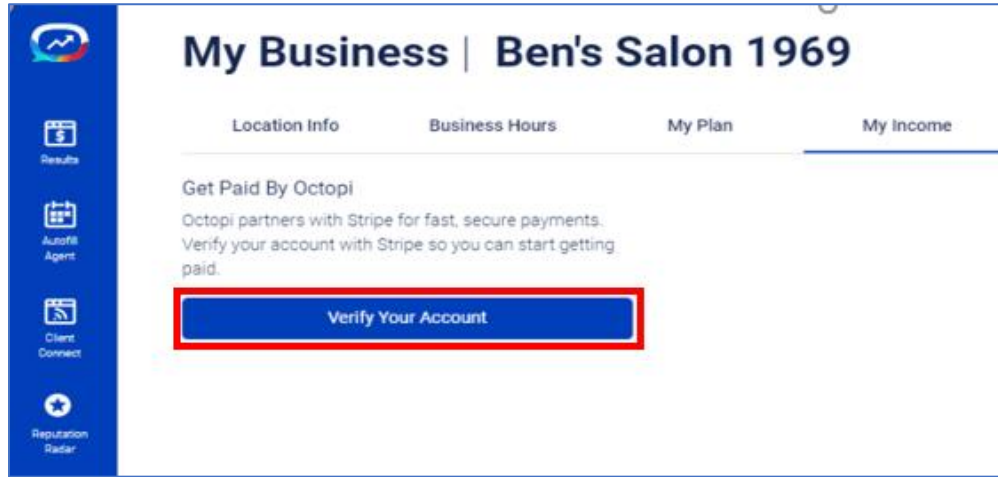 My Business | Ben's Salon 1969
Location Info Business Hours My Plan My Income
Results
Autofill
Agent
Client
Connect
Reputation
Radar
Get Paid By Octopi
Octopi partners with Stripe for fast, secure payments.
Verify your account with Stripe so you can start getting
paid.
Verify Your Account